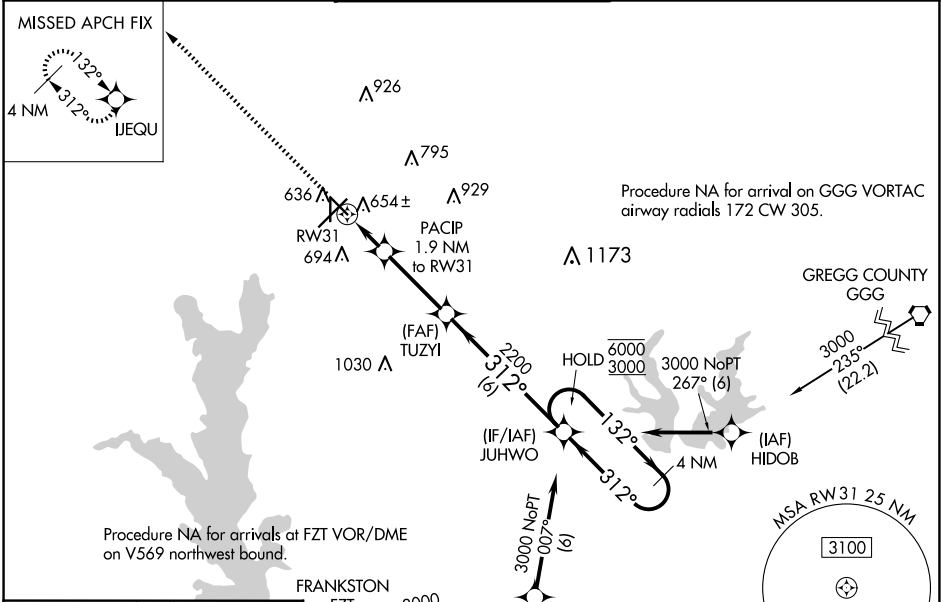 MISSED APCH FIX
132°
312°
4 NM
IJEQU
926
795
929
636
654±
RW31
694
PACIP
1.9 NM
to RW31
1173
Procedure NA for arrival on GGG VORTAC
airway radials 172 CW 305.
GREGG COUNTY
GGG
3000
235°
(22.2)
(FAF)
TUZYI
1030
2200
312°
(6)
HOLD
6000
3000
3000 NoPT
267° (6)
132°
312°
4 NM
(IF/IAF)
JUHWO
(IAF)
HIDOB
3000 NoPT
007°
(6)
Procedure NA for arrivals at FZT VOR/DME
on V569 northwest bound.
MSA RW31 25 NM
3100
FRANKSTON